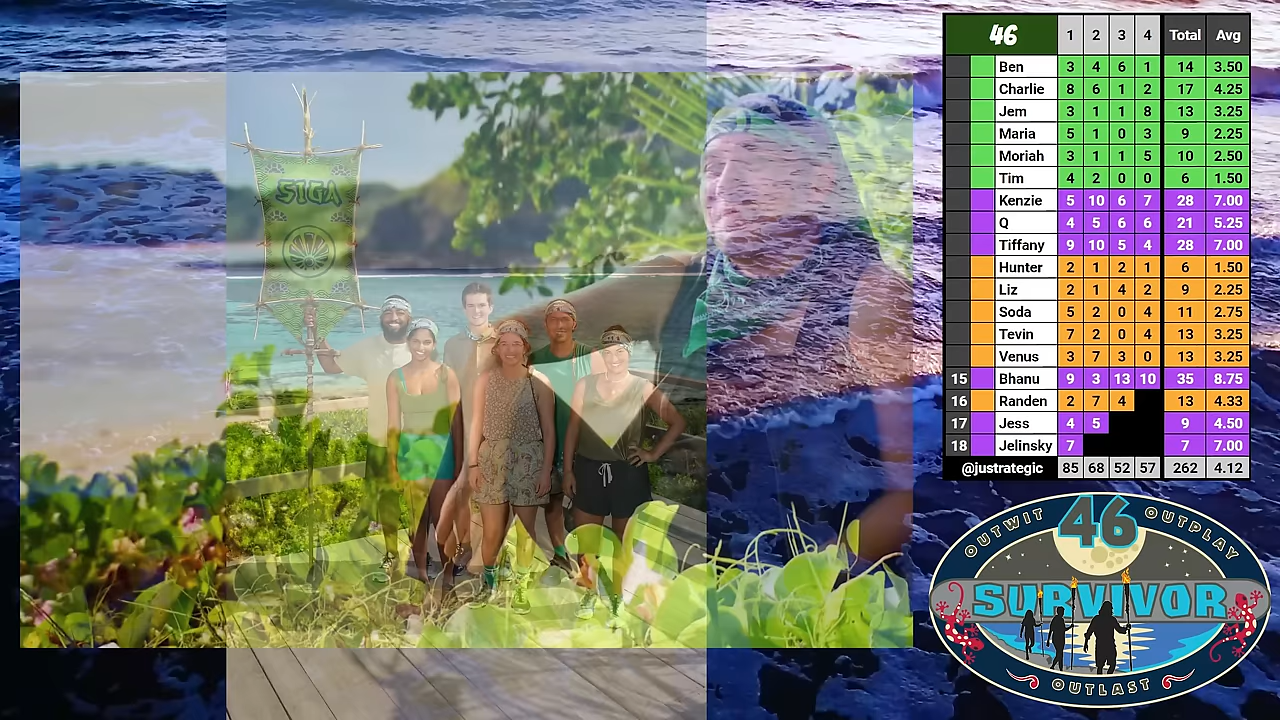 SIGA
46 1 2 3 4 Total Avg
Ben 3 4 6 1 14 3.50
Charlie 8 6 1 2 17 4.25
Jem 3 1 1 8 13 3.25
Maria 5 1 0 3 9 2.25
Moriah 3 1 1 5 10 2.50
Tim 4 2 0 0 6 1.50
Kenzie 5 10 6 7 28 7.00
Q 4 5 6 6 21 5.25
Tiffany 9 10 5 4 28 7.00
Hunter 2 1 2 1 6 1.50
Liz 2 1 4 2 9 2.25
Soda 5 2 0 4 11 2.75
Tevin 7 2 0 4 13 3.25
Venus 3 7 3 0 13 3.25
15 Bhanu 9 3 13 10 35 8.75
16 Randen 2 7 4 13 4.33
17 Jess 4 5 9 4.50
18 Jelinsky 7 7 7.00
@justrategic 85 68 52 57 262 4.12
OUTWIT 46 OUTPLAY
SURVIVOR
OUTLAST